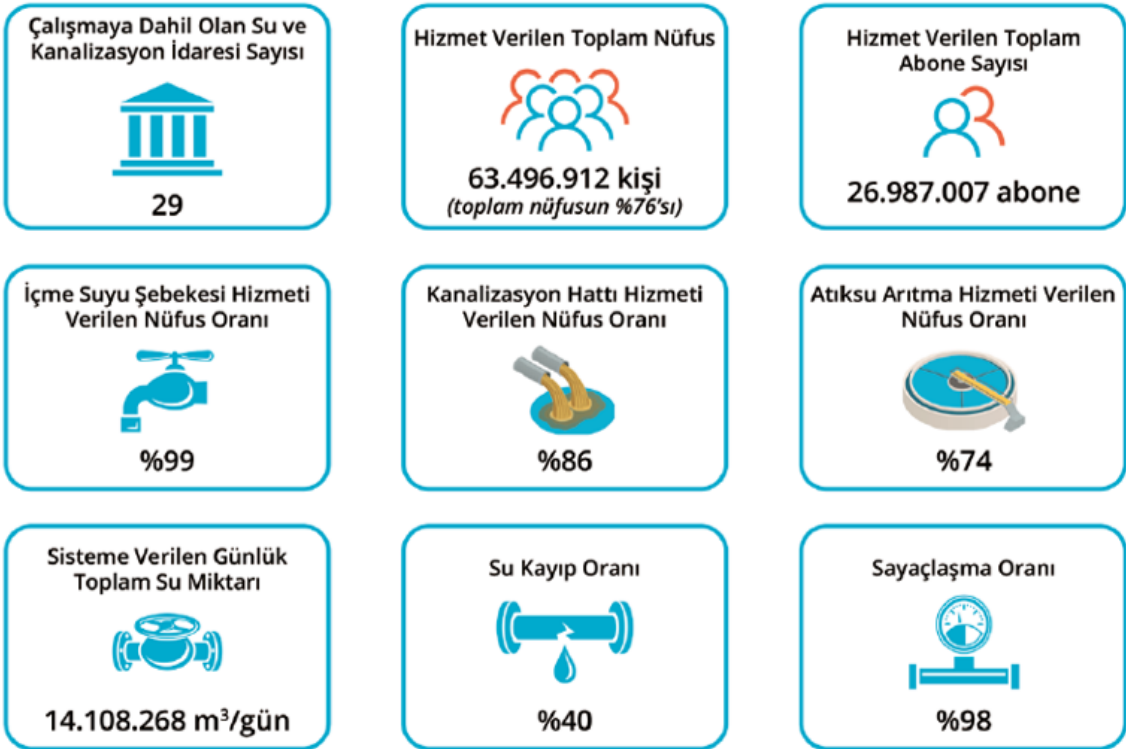 Çalışmaya Dahil Olan Su ve
Kanalizasyon İdaresi Sayısı
29
Hizmet Verilen Toplam Nüfus
63.496.912 kişi
(toplam nüfusun %76’sı)
Hizmet Verilen Toplam
Abone Sayısı
26.987.007 abone
İçme Suyu Şebekesi Hizmeti
Verilen Nüfus Oranı
%99
Kanalizasyon Hattı Hizmeti
Verilen Nüfus Oranı
%86
Atıksu Arıtma Hizmeti Verilen
Nüfus Oranı
%74
Sisteme Verilen Günlük
Toplam Su Miktarı
14.108.268 m³/gün
Su Kayıp Oranı
%40
Sayaçlaşma Oranı
%98